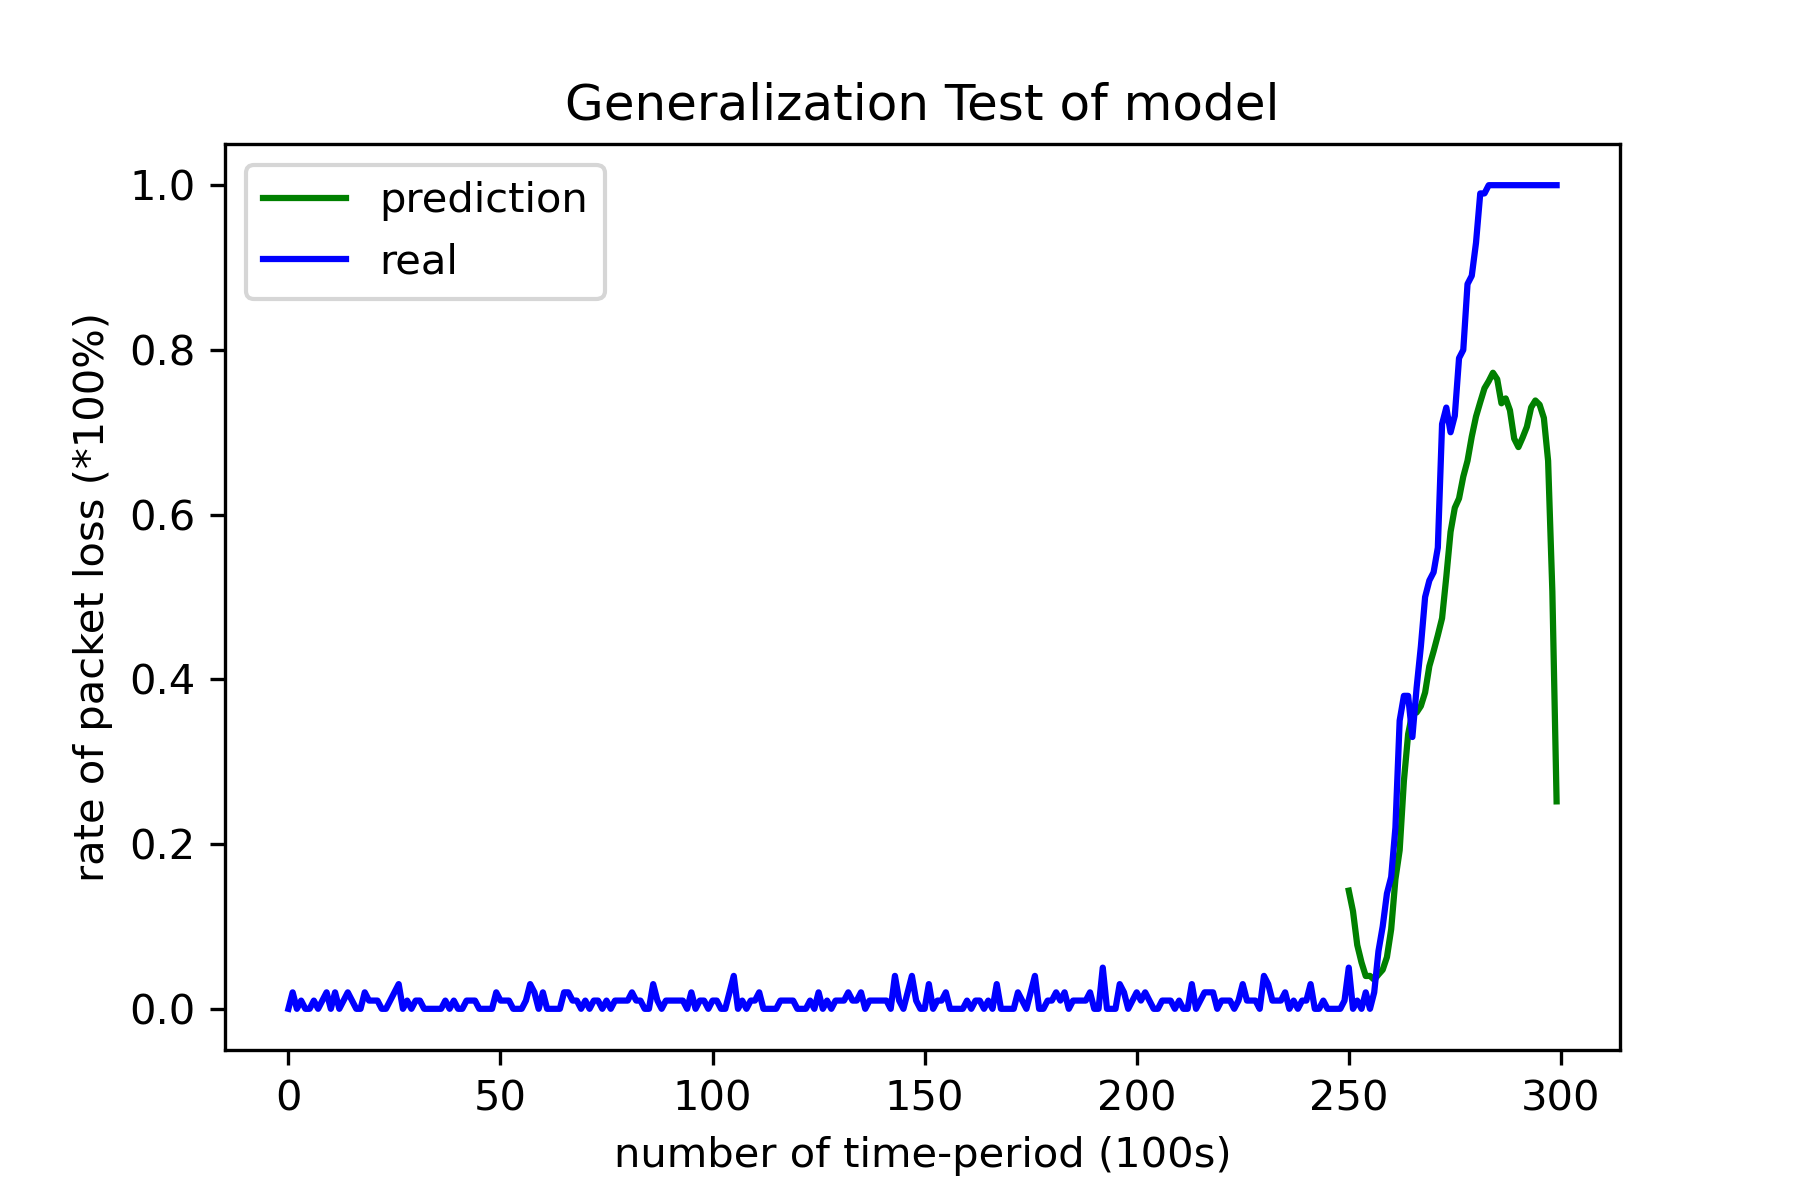 Generalization Test of model
prediction
real
1.0
0.8
0.6
0.4
0.2
0.0
rate of packet loss (*100%)
0 50 100 150 200 250 300
number of time-period (100s)